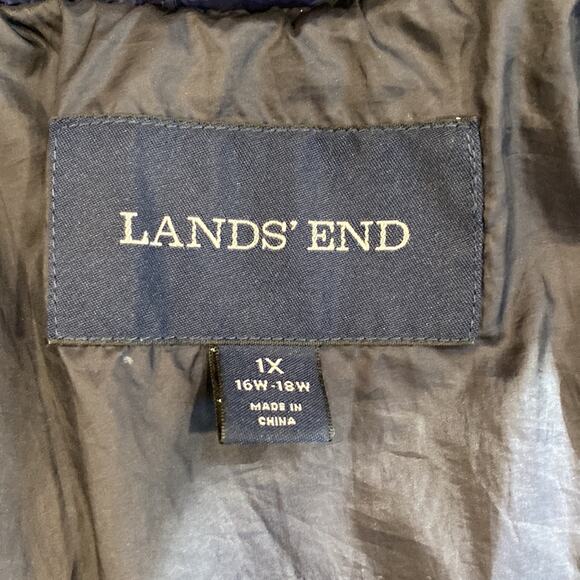 LANDS' END
1X
16W-18W
MADE IN
CHINA